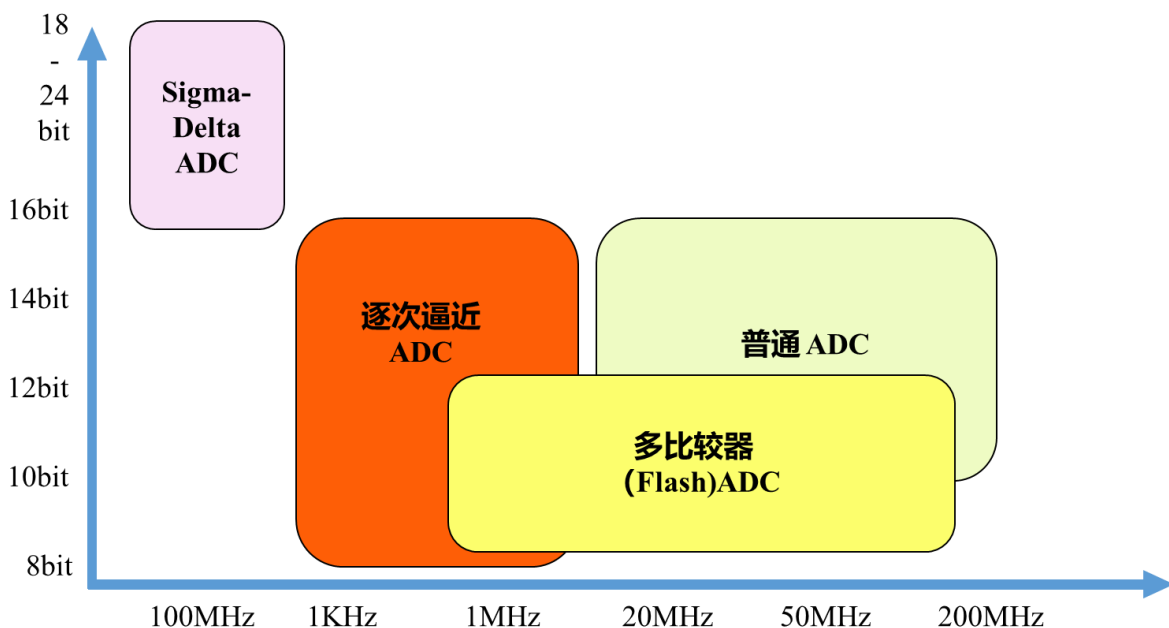 18
-
24
bit
16bit
14bit
12bit
10bit
8bit
Sigma-
Delta
ADC
逐次逼近
ADC
普通 ADC
多比较器
(Flash)ADC
100MHz
1KHz
1MHz
20MHz
50MHz
200MHz